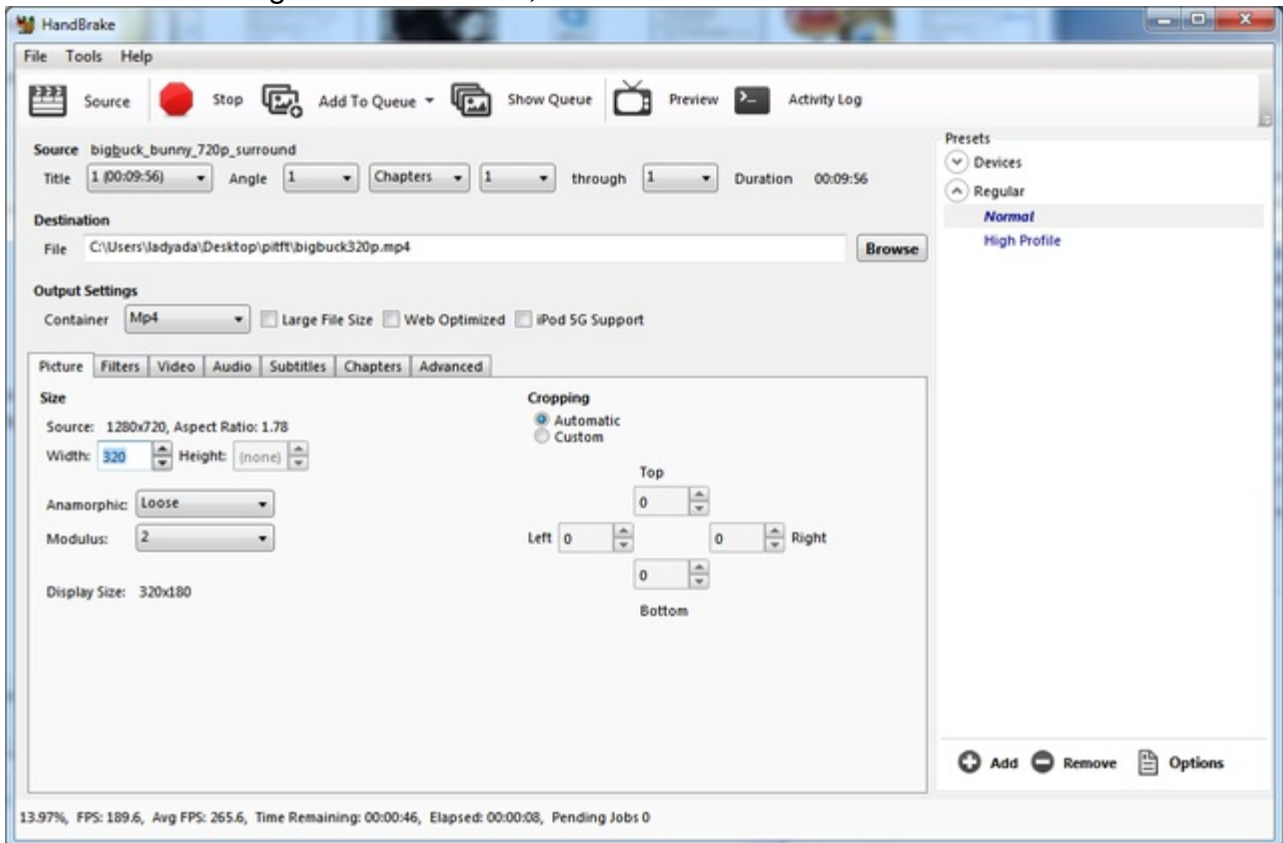 HandBrake
File Tools Help
Source Stop Add To Queue Show Queue Preview Activity Log
Source bigbuck_bunny_720p_surround
Title 1 (00:09:56) Angle 1 Chapters 1 through 1 Duration 00:09:56
Destination
File C:\Users\ladyada\Desktop\pitft\bigbuck320p.mp4 Browse
Output Settings
Container Mp4 Large File Size Web Optimized iPod 5G Support
Picture Filters Video Audio Subtitles Chapters Advanced
Size
Source: 1280x720, Aspect Ratio: 1.78
Width: 320 Height: (none)
Anamorphic: Loose
Modulus: 2
Display Size: 320x180
Cropping
Automatic
Custom
Top
0
Left 0 0 Right
0
Bottom
Presets
Devices
Regular
Normal
High Profile
Add Remove Options
13.97%, FPS: 189.6, Avg FPS: 265.6, Time Remaining: 00:00:46, Elapsed: 00:00:08, Pending Jobs 0